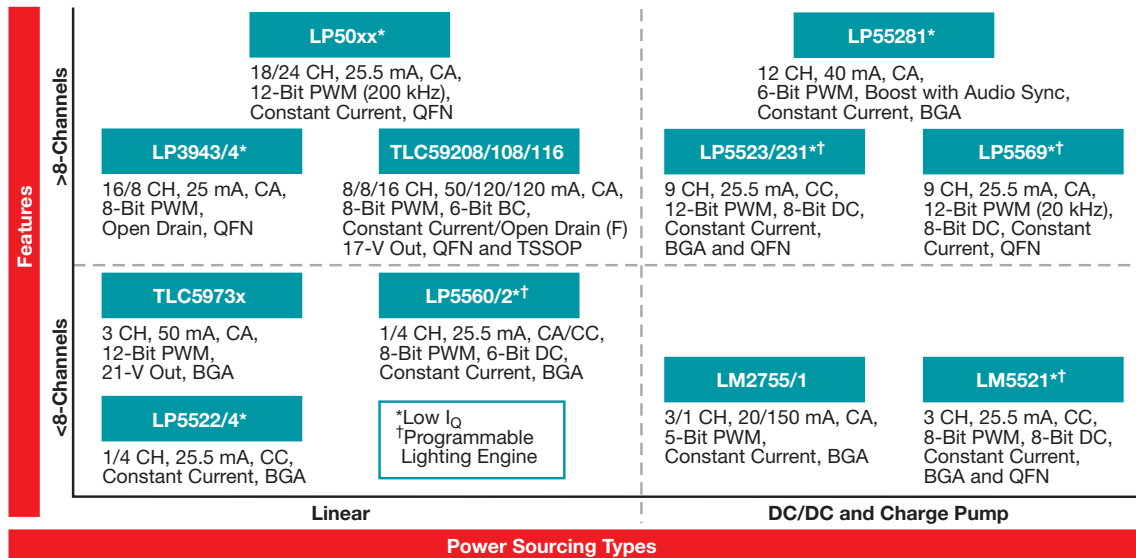 Features
>8-Channels
<8-Channels
LP50xx*
18/24 CH, 25.5 mA, CA,
12-Bit PWM (200 kHz),
Constant Current, QFN
LP3943/4*
16/8 CH, 25 mA, CA,
8-Bit PWM,
Open Drain, QFN
TLC59208/108/116
8/8/16 CH, 50/120/120 mA, CA,
8-Bit PWM, 6-Bit BC,
Constant Current/Open Drain (F)
17-V Out, QFN and TSSOP
LP55281*
12 CH, 40 mA, CA,
6-Bit PWM, Boost with Audio Sync,
Constant Current, BGA
LP5523/231*†
9 CH, 25.5 mA, CC,
12-Bit PWM, 8-Bit DC,
Constant Current,
BGA and QFN
LP5569*†
9 CH, 25.5 mA, CA,
12-Bit PWM (20 kHz),
8-Bit DC, Constant
Current, QFN
TLC5973x
3 CH, 50 mA, CA,
12-Bit PWM,
21-V Out, BGA
LP5560/2*†
1/4 CH, 25.5 mA, CA/CC,
8-Bit PWM, 6-Bit DC,
Constant Current, BGA
LP5522/4*
1/4 CH, 25.5 mA, CC,
Constant Current, BGA
*Low IQ
†Programmable
Lighting Engine
LM2755/1
3/1 CH, 20/150 mA, CA,
5-Bit PWM,
Constant Current, BGA
LM5521*†
3 CH, 25.5 mA, CC,
8-Bit PWM, 8-Bit DC,
Constant Current,
BGA and QFN
Linear
DC/DC and Charge Pump
Power Sourcing Types